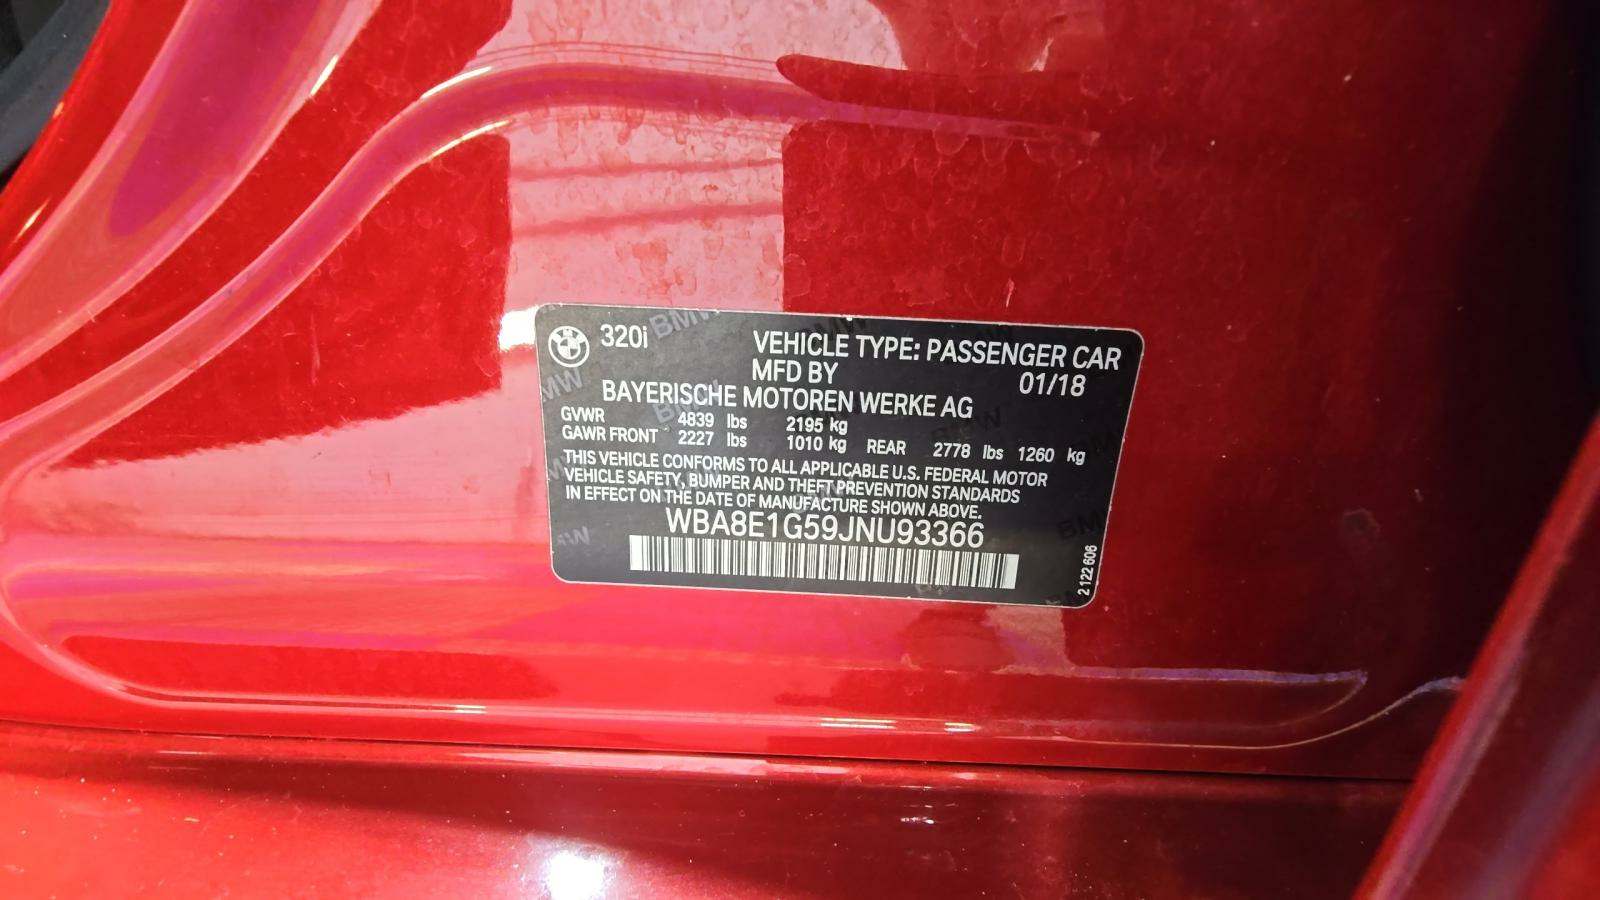 320i
VEHICLE TYPE: PASSENGER CAR
MFD BY 01/18
BAYERISCHE MOTOREN WERKE AG
GVWR 4839 lbs 2195 kg
GAWR FRONT 2227 lbs 1010 kg REAR 2778 lbs 1260 kg
THIS VEHICLE CONFORMS TO ALL APPLICABLE U.S. FEDERAL MOTOR
VEHICLE SAFETY, BUMPER AND THEFT PREVENTION STANDARDS
IN EFFECT ON THE DATE OF MANUFACTURE SHOWN ABOVE.
WBA8E1G59JNU93366
2 122 606